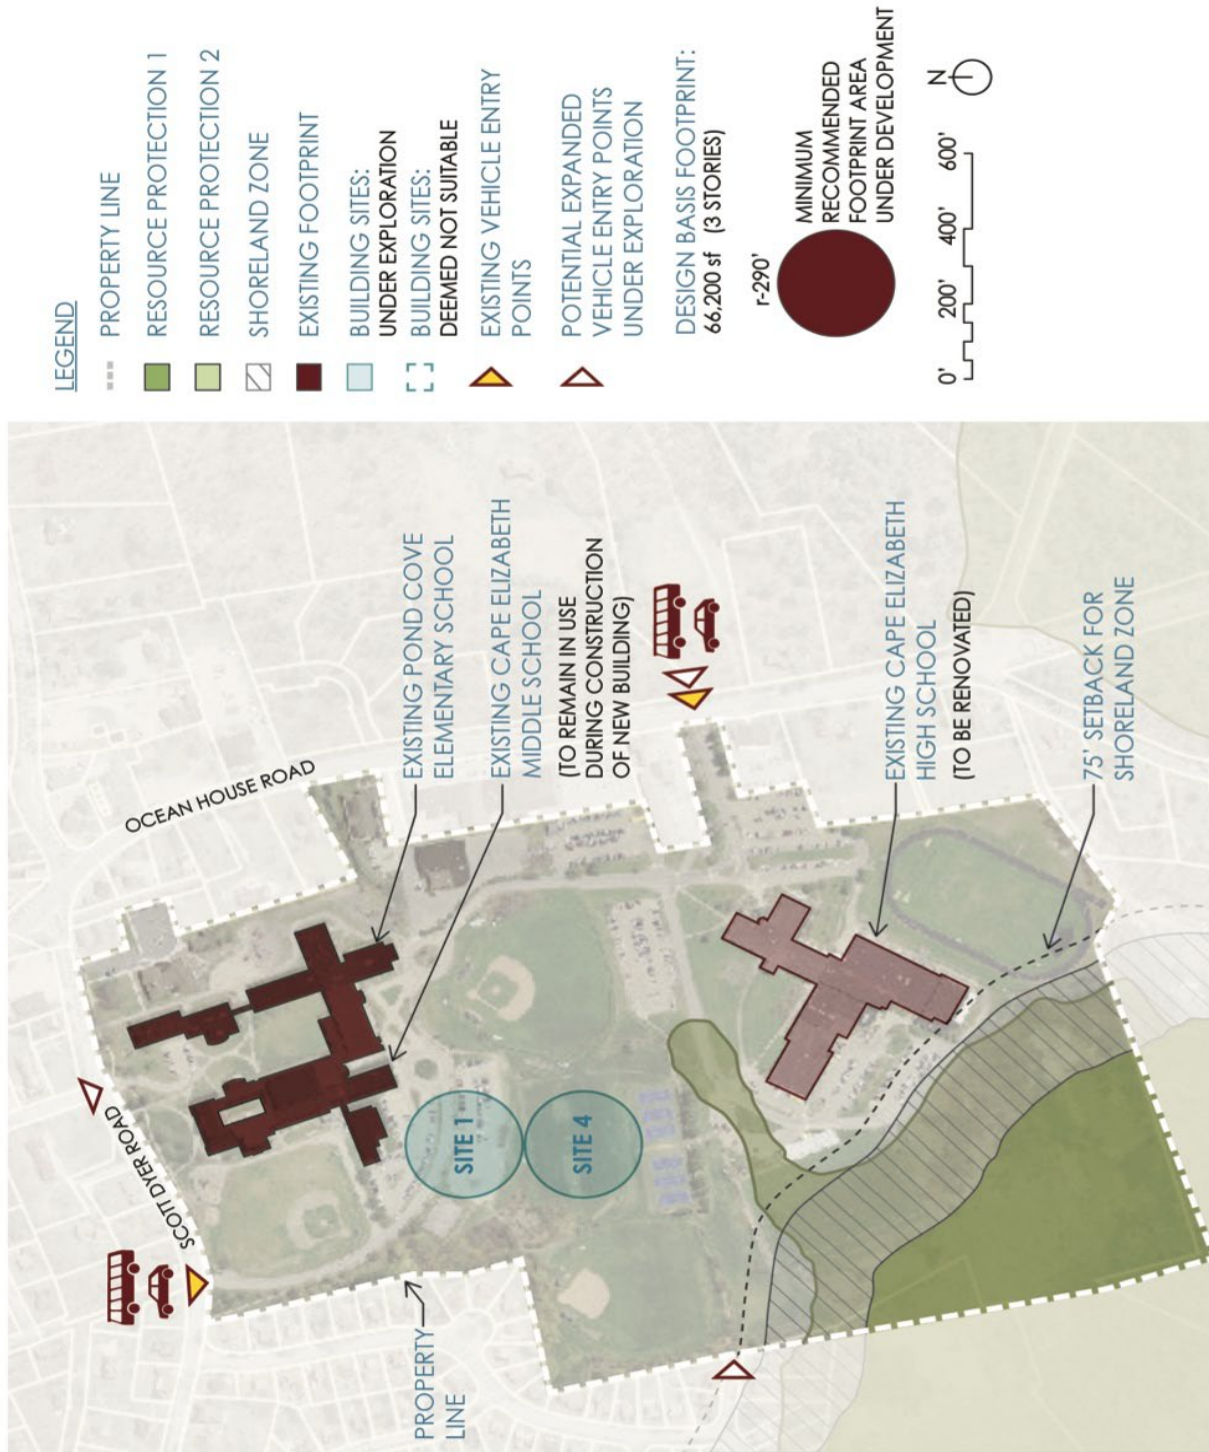 LEGEND
PROPERTY LINE
RESOURCE PROTECTION 1
RESOURCE PROTECTION 2
SHORELAND ZONE
EXISTING FOOTPRINT
BUILDING SITES:
UNDER EXPLORATION
BUILDING SITES:
DEEMED NOT SUITABLE
EXISTING VEHICLE ENTRY
POINTS
POTENTIAL EXPANDED
VEHICLE ENTRY POINTS
UNDER EXPLORATION
DESIGN BASIS FOOTPRINT:
66,200 sf (3 STORIES)
r-290'
MINIMUM
RECOMMENDED
FOOTPRINT AREA
UNDER DEVELOPMENT
0' 200' 400' 600'
N
SCOTT DYER ROAD
OCEAN HOUSE ROAD
EXISTING POND COVE
ELEMENTARY SCHOOL
EXISTING CAPE ELIZABETH
MIDDLE SCHOOL
(TO REMAIN IN USE
DURING CONSTRUCTION
OF NEW BUILDING)
SITE 1
SITE 4
PROPERTY
LINE
EXISTING CAPE ELIZABETH
HIGH SCHOOL
(TO BE RENOVATED)
75' SETBACK FOR
SHORELAND ZONE